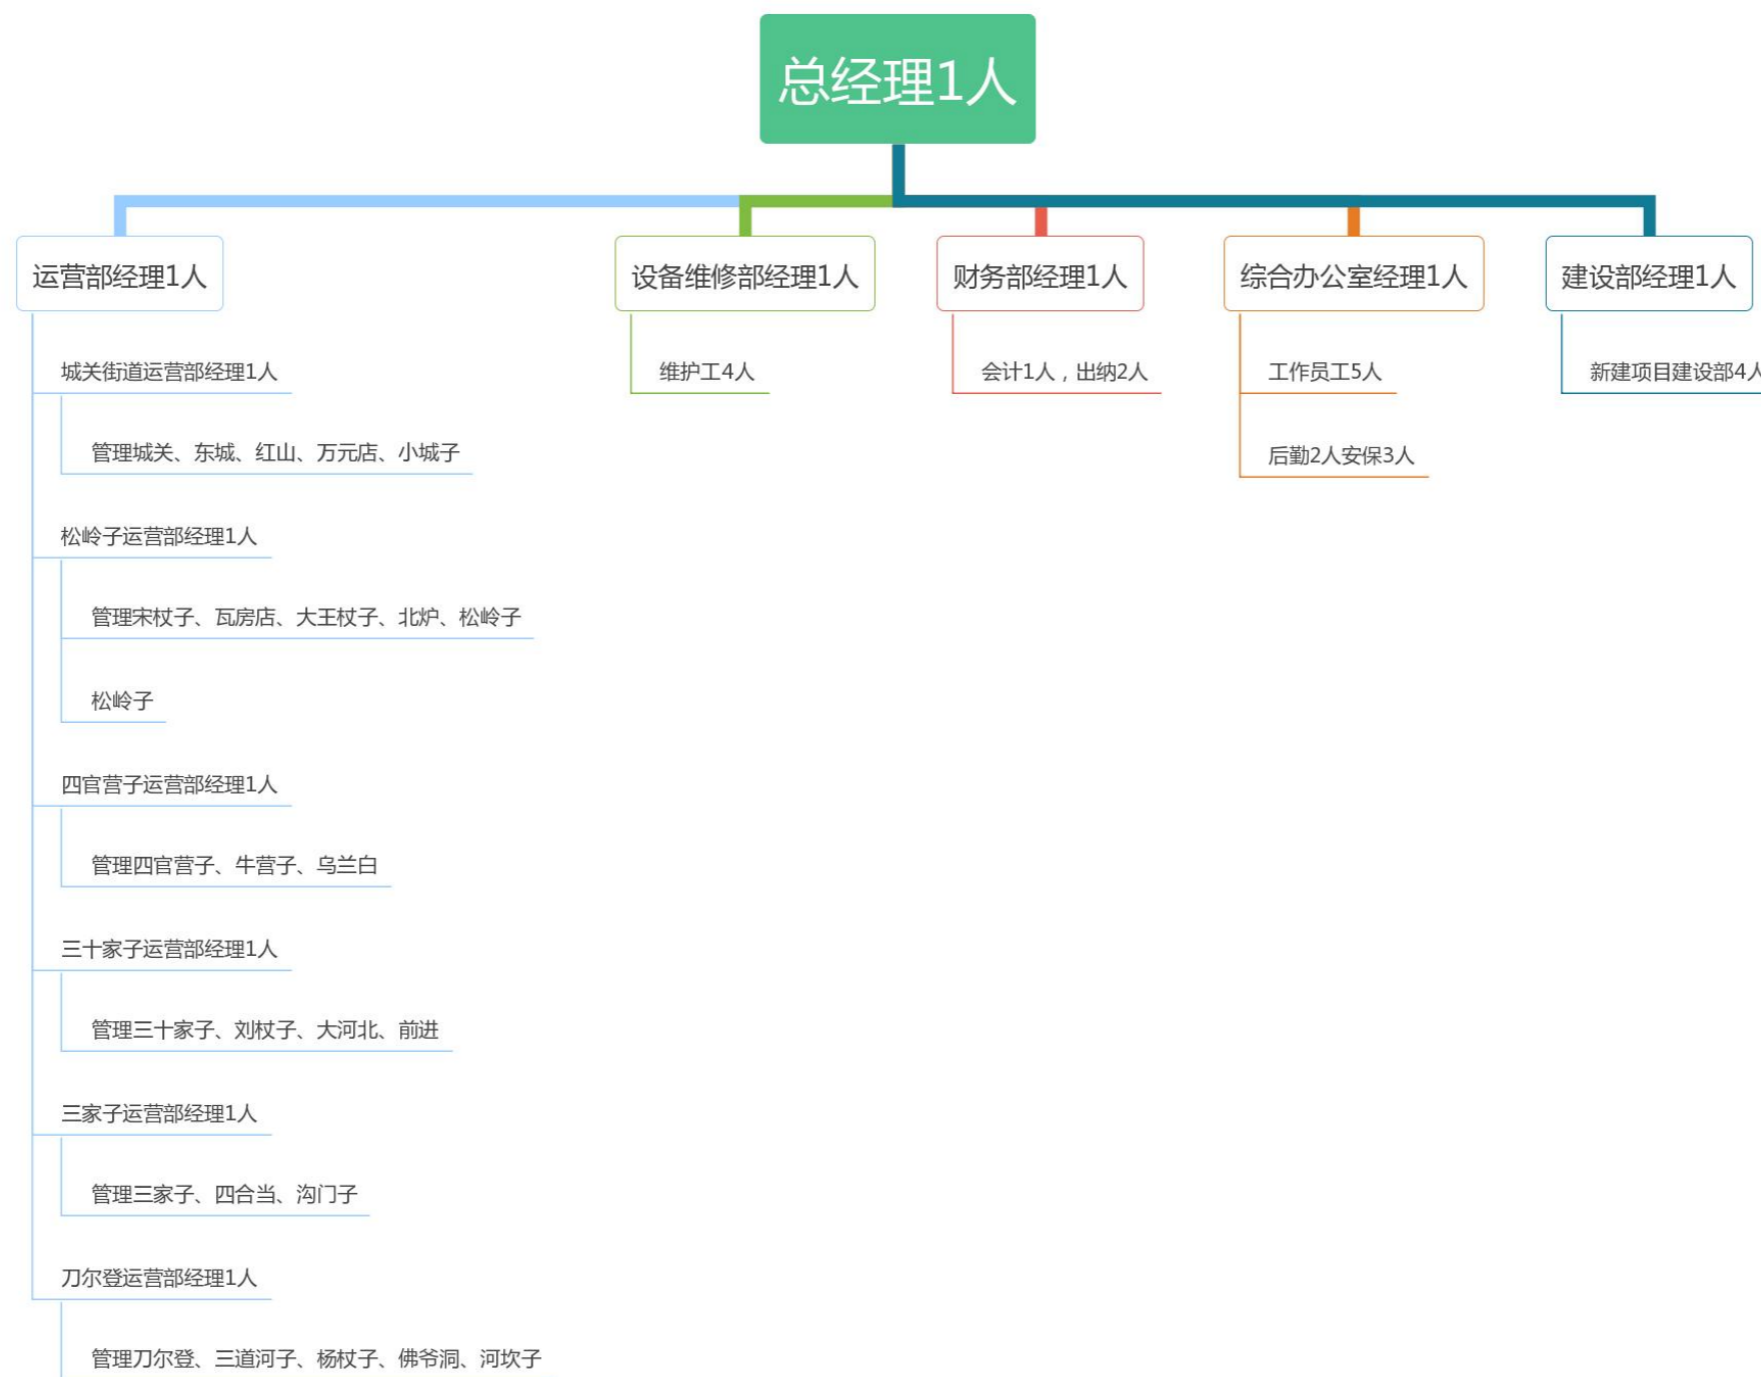 总经理1人
运营部经理1人
城关街道运营部经理1人
管理城关、东城、红山、万元店、小城子
松岭子运营部经理1人
管理宋杖子、瓦房店、大王杖子、北炉、松岭子
松岭子
四官营子运营部经理1人
管理四官营子、牛营子、乌兰白
三十家子运营部经理1人
管理三十家子、刘杖子、大河北、前进
三家子运营部经理1人
管理三家子、四合当、沟门子
刀尔登运营部经理1人
管理刀尔登、三道河子、杨杖子、佛爷洞、河坎子
设备维修部经理1人
维护工4人
财务部经理1人
会计1人，出纳2人
综合办公室经理1人
工作员工5人
后勤2人安保3人
建设部经理1人
新建项目建设部4人